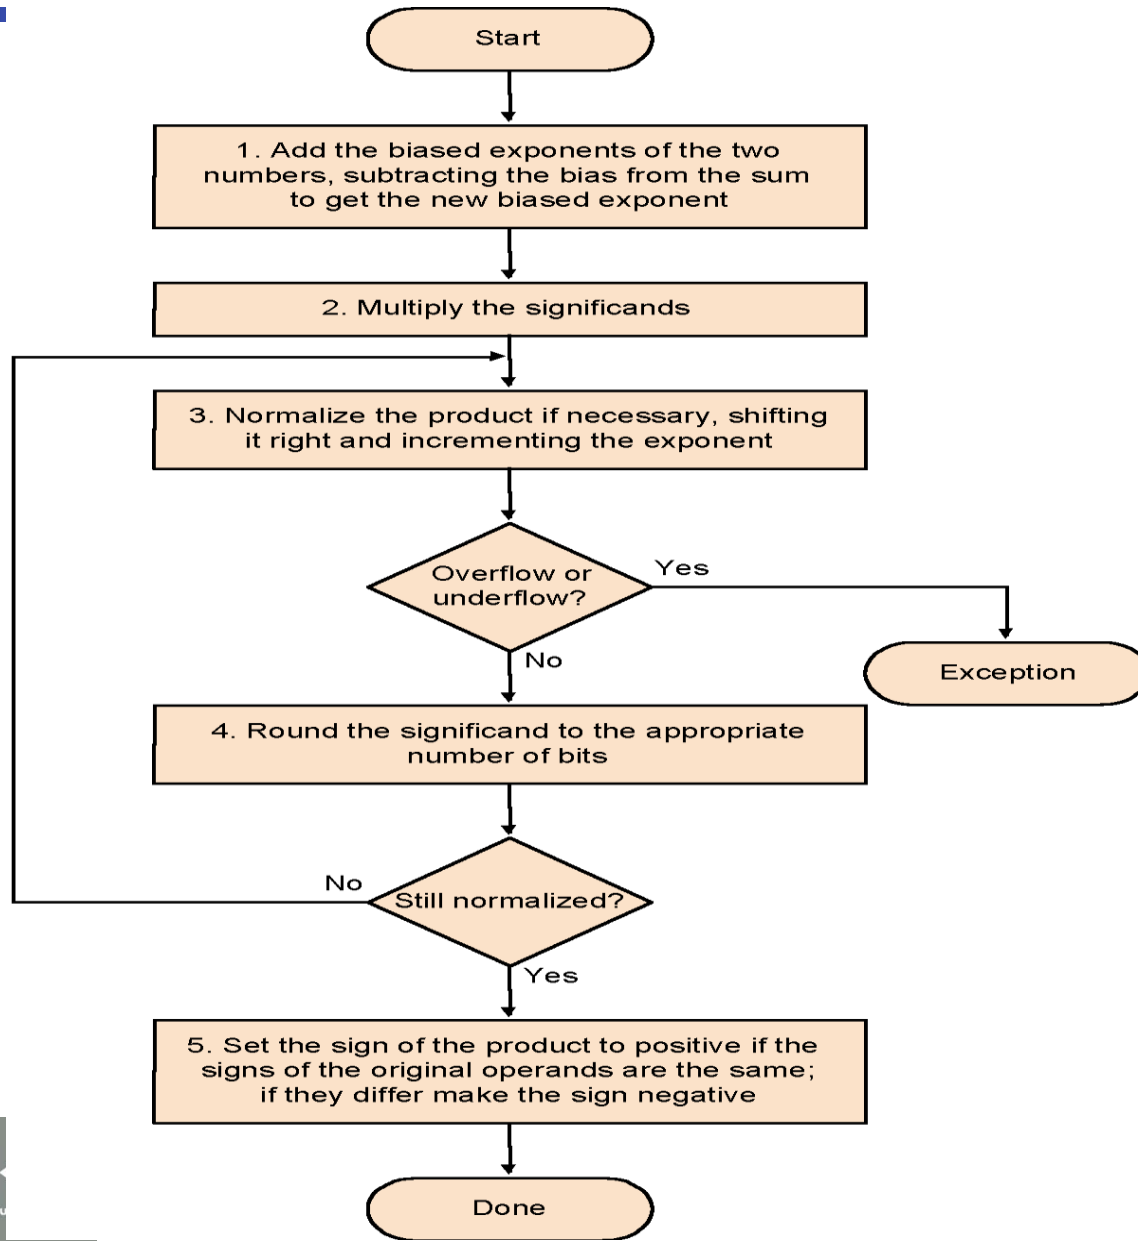 Start
1. Add the biased exponents of the two
numbers, subtracting the bias from the sum
to get the new biased exponent
2. Multiply the significands
3. Normalize the product if necessary, shifting
it right and incrementing the exponent
Overflow or
underflow?
Yes
No
Exception
4. Round the significand to the appropriate
number of bits
No
Still normalized?
Yes
5. Set the sign of the product to positive if the
signs of the original operands are the same;
if they differ make the sign negative
Done